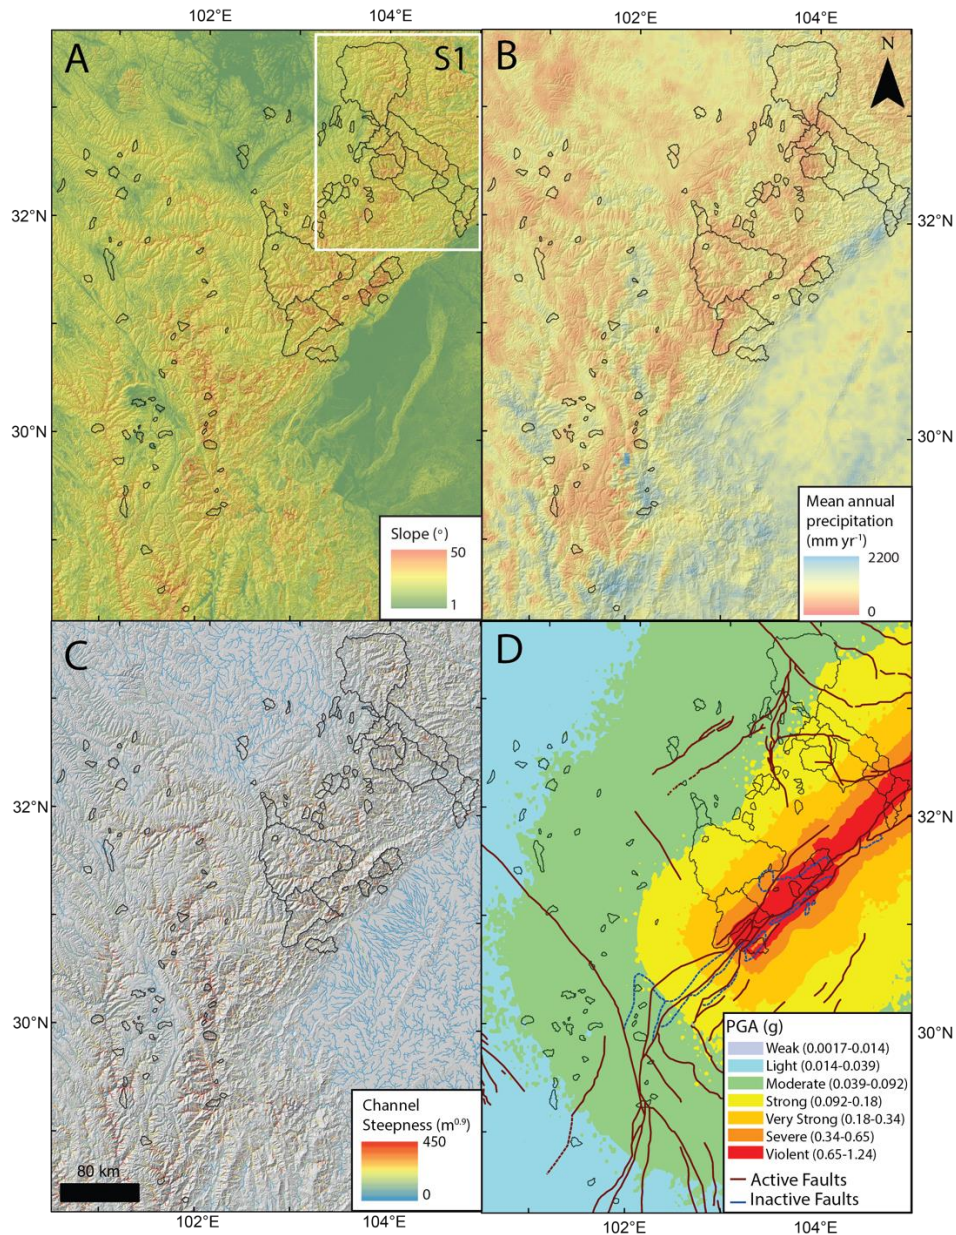 102°E
104°E
102°E
104°E
A
S1
B
N
32°N
32°N
30°N
30°N
Slope (°)
50
1
Mean annual
precipitation
(mm yr⁻¹)
2200
0
C
D
32°N
32°N
30°N
30°N
Channel
Steepness (m⁰·⁹)
450
0
80 km
PGA (g)
Weak (0.0017-0.014)
Light (0.014-0.039)
Moderate (0.039-0.092)
Strong (0.092-0.18)
Very Strong (0.18-0.34)
Severe (0.34-0.65)
Violent (0.65-1.24)
Active Faults
Inactive Faults
102°E
104°E
102°E
104°E